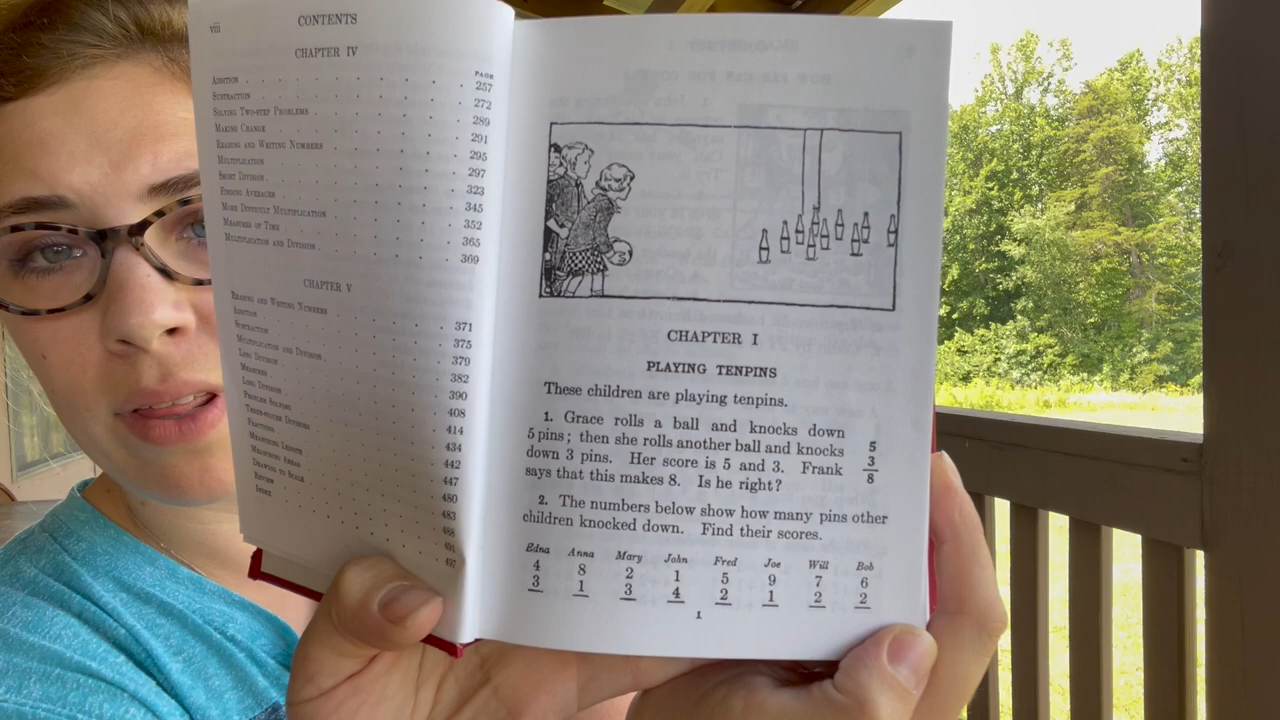 viii
CONTENTS
CHAPTER IV
PAGE
Addition . . . . . . . . . 257
Subtraction . . . . . . . . . 272
Solving Two-step Problems . . . . . . 289
Making Change . . . . . . . . 291
Reading and Writing Numbers . . . . . . 295
Multiplication . . . . . . . . 297
Short Division . . . . . . . . 323
Finding Averages . . . . . . . . 345
More Difficult Multiplication . . . . . . 352
Measures of Time . . . . . . . . 365
Multiplication and Division . . . . . . 369
CHAPTER V
Reading and Writing Numbers . . . . . . 371
Addition . . . . . . . . . 375
Subtraction . . . . . . . . . 379
Multiplication and Division . . . . . . 382
Long Division . . . . . . . . 390
Measures . . . . . . . . . 408
Long Division . . . . . . . . 414
Problem Solving . . . . . . . . 434
Three-figure Divisors . . . . . . . 442
Fractions . . . . . . . . . 447
Measuring Length . . . . . . . . 480
Measuring Areas . . . . . . . . 483
Drawing to Scale . . . . . . . . 488
Review . . . . . . . . . 491
Index . . . . . . . . . 497
CHAPTER I
PLAYING TENPINS
These children are playing tenpins.
1. Grace rolls a ball and knocks down
5 pins; then she rolls another ball and knocks 5
down 3 pins. Her score is 5 and 3. Frank 3
says that this makes 8. Is he right? 8
2. The numbers below show how many pins other
children knocked down. Find their scores.
Edna Anna Mary John Fred Joe Will Bob
4 8 2 1 5 9 7 6
3 1 3 4 2 1 2 2
1